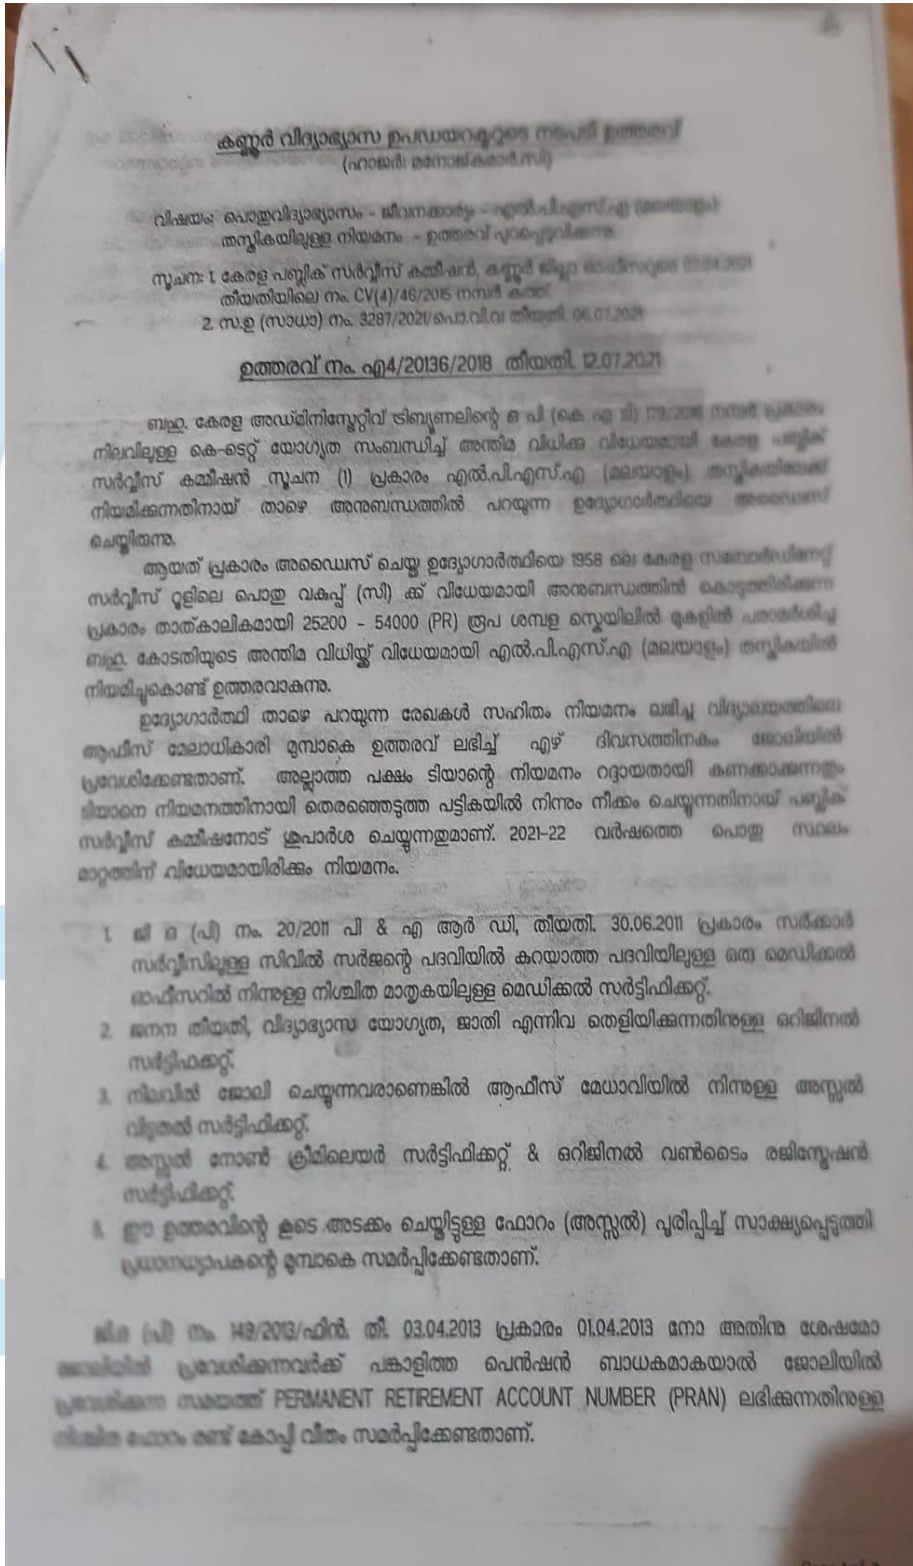 കണ്ണൂർ വിദ്യാഭ്യാസ ഉപഡയറക്ടറുടെ നടപടി ഉത്തരവ്
(ഹാജർ: മനോജ്കുമാർ.സി)
വിഷയം: പൊതുവിദ്യാഭ്യാസം – ജീവനക്കാര്യം – എൽ.പി.എസ്.എ (മലയാളം)
തസ്തികയിലുള്ള നിയമനം – ഉത്തരവ് പുറപ്പെടുവിക്കുന്നു.
സൂചന: 1. കേരള പബ്ലിക് സർവ്വീസ് കമ്മീഷൻ, കണ്ണൂർ ജില്ലാ ഓഫീസറുടെ
തീയതിയിലെ നം. CV(4)/46/2015 നമ്പർ കത്ത്
2. സ.ഉ (സാധാ) നം. 3287/2021/പൊ.വി.വ തീയതി: 06.07.2021
ഉത്തരവ് നം. എ4/20136/2018 തീയതി. 12.07.2021
ബഹു. കേരള അഡ്മിനിസ്ട്രേറ്റീവ് ട്രിബ്യൂണലിന്റെ ഒ പി (കെ എ ടി) നമ്പർ പ്രകാരം
നിലവിലുള്ള കെ-ടെറ്റ് യോഗ്യത സംബന്ധിച്ച് അന്തിമ വിധിക്കു വിധേയമായി കേരള പബ്ലിക്
സർവ്വീസ് കമ്മീഷൻ സൂചന (1) പ്രകാരം എൽ.പി.എസ്.എ (മലയാളം) തസ്തികയിലേക്ക്
നിയമിക്കുന്നതിനായ് താഴെ അനുബന്ധത്തിൽ പറയുന്ന ഉദ്യോഗാർത്ഥിയെ അഡ്വൈസ്
ചെയ്തിരുന്നു.
ആയത് പ്രകാരം അഡ്വൈസ് ചെയ്ത ഉദ്യോഗാർത്ഥിയെ 1958 ലെ കേരള സബോർഡിനേറ്റ്
സർവ്വീസ് റൂളിലെ പൊതു വകുപ്പ് (സി) ക്ക് വിധേയമായി അനുബന്ധത്തിൽ കൊടുത്തിരിക്കുന്ന
പ്രകാരം താത്കാലികമായി 25200 – 54000 (PR) രൂപ ശമ്പള സ്കെയിലിൽ മുകളിൽ പരാമർശിച്ച
ബഹു. കോടതിയുടെ അന്തിമ വിധിയ്ക്ക് വിധേയമായി എൽ.പി.എസ്.എ (മലയാളം) തസ്തികയിൽ
നിയമിച്ചുകൊണ്ട് ഉത്തരവാകുന്നു.
ഉദ്യോഗാർത്ഥി താഴെ പറയുന്ന രേഖകൾ സഹിതം നിയമനം ലഭിച്ച വിദ്യാലയത്തിലെ
ആഫീസ് മേലാധികാരി മുമ്പാകെ ഉത്തരവ് ലഭിച്ച് ഏഴ് ദിവസത്തിനകം ജോലിയിൽ
പ്രവേശിക്കേണ്ടതാണ്. അല്ലാത്ത പക്ഷം ടിയാന്റെ നിയമനം റദ്ദായതായി കണക്കാക്കുന്നതും
ടിയാനെ നിയമനത്തിനായി തെരഞ്ഞെടുത്ത പട്ടികയിൽ നിന്നും നീക്കം ചെയ്യുന്നതിനായ് പബ്ലിക്
സർവ്വീസ് കമ്മീഷനോട് ശുപാർശ ചെയ്യുന്നതുമാണ്. 2021-22 വർഷത്തെ പൊതു സ്ഥലം
മാറ്റത്തിന് വിധേയമായിരിക്കും നിയമനം.
1. ജി ഒ (പി) നം. 20/2011 പി & എ ആർ ഡി, തീയതി. 30.06.2011 പ്രകാരം സർക്കാർ
സർവ്വീസിലുള്ള സിവിൽ സർജന്റെ പദവിയിൽ കുറയാത്ത പദവിയിലുള്ള ഒരു മെഡിക്കൽ
ഓഫീസറിൽ നിന്നുള്ള നിശ്ചിത മാതൃകയിലുള്ള മെഡിക്കൽ സർട്ടിഫിക്കറ്റ്.
2. ജനന തീയതി, വിദ്യാഭ്യാസ യോഗ്യത, ജാതി എന്നിവ തെളിയിക്കുന്നതിനുള്ള ഒറിജിനൽ
സർട്ടിഫക്കറ്റ്.
3. നിലവിൽ ജോലി ചെയ്യുന്നവരാണെങ്കിൽ ആഫീസ് മേധാവിയിൽ നിന്നുള്ള അസ്സൽ
വിടുതൽ സർട്ടിഫിക്കറ്റ്.
4. അസ്സൽ നോൺ ക്രീമിലെയർ സർട്ടിഫിക്കറ്റ് & ഒറിജിനൽ വൺടൈം രജിസ്ട്രേഷൻ
സർട്ടിഫിക്കറ്റ്.
5. ഈ ഉത്തരവിന്റെ കൂടെ അടക്കം ചെയ്തിട്ടുള്ള ഫോറം (അസ്സൽ) പൂരിപ്പിച്ച് സാക്ഷ്യപ്പെടുത്തി
പ്രധാനധ്യാപകന്റെ മുമ്പാകെ സമർപ്പിക്കേണ്ടതാണ്.
ജി.ഒ (പി) നം 149/2013/ഫിൻ. തീ. 03.04.2013 പ്രകാരം 01.04.2013 നോ അതിനു ശേഷമോ
ജോലിയിൽ പ്രവേശിക്കുന്നവർക്ക് പങ്കാളിത്ത പെൻഷൻ ബാധകമാകയാൽ ജോലിയിൽ
പ്രവേശിക്കുന്ന സമയത്ത് PERMANENT RETIREMENT ACCOUNT NUMBER (PRAN) ലഭിക്കുന്നതിനുള്ള
നിശ്ചിത ഫോറം രണ്ട് കോപ്പി വീതം സമർപ്പിക്കേണ്ടതാണ്.